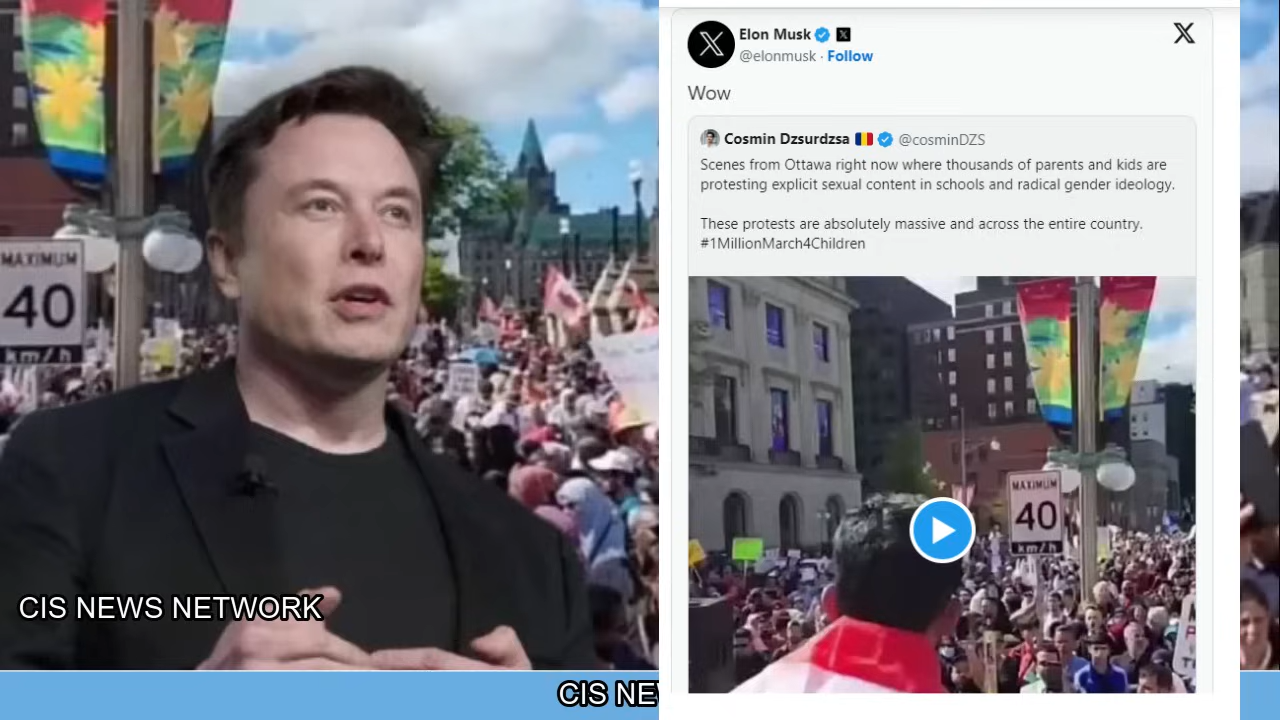 MAXIMUM
40
km/h
CIS NEWS NETWORK
CIS NE
Elon Musk
@elonmusk · Follow
Wow
Cosmin Dzsurdzsa @cosminDZS
Scenes from Ottawa right now where thousands of parents and kids are
protesting explicit sexual content in schools and radical gender ideology.
These protests are absolutely massive and across the entire country.
#1MillionMarch4Children
MAXIMUM
40
km/h